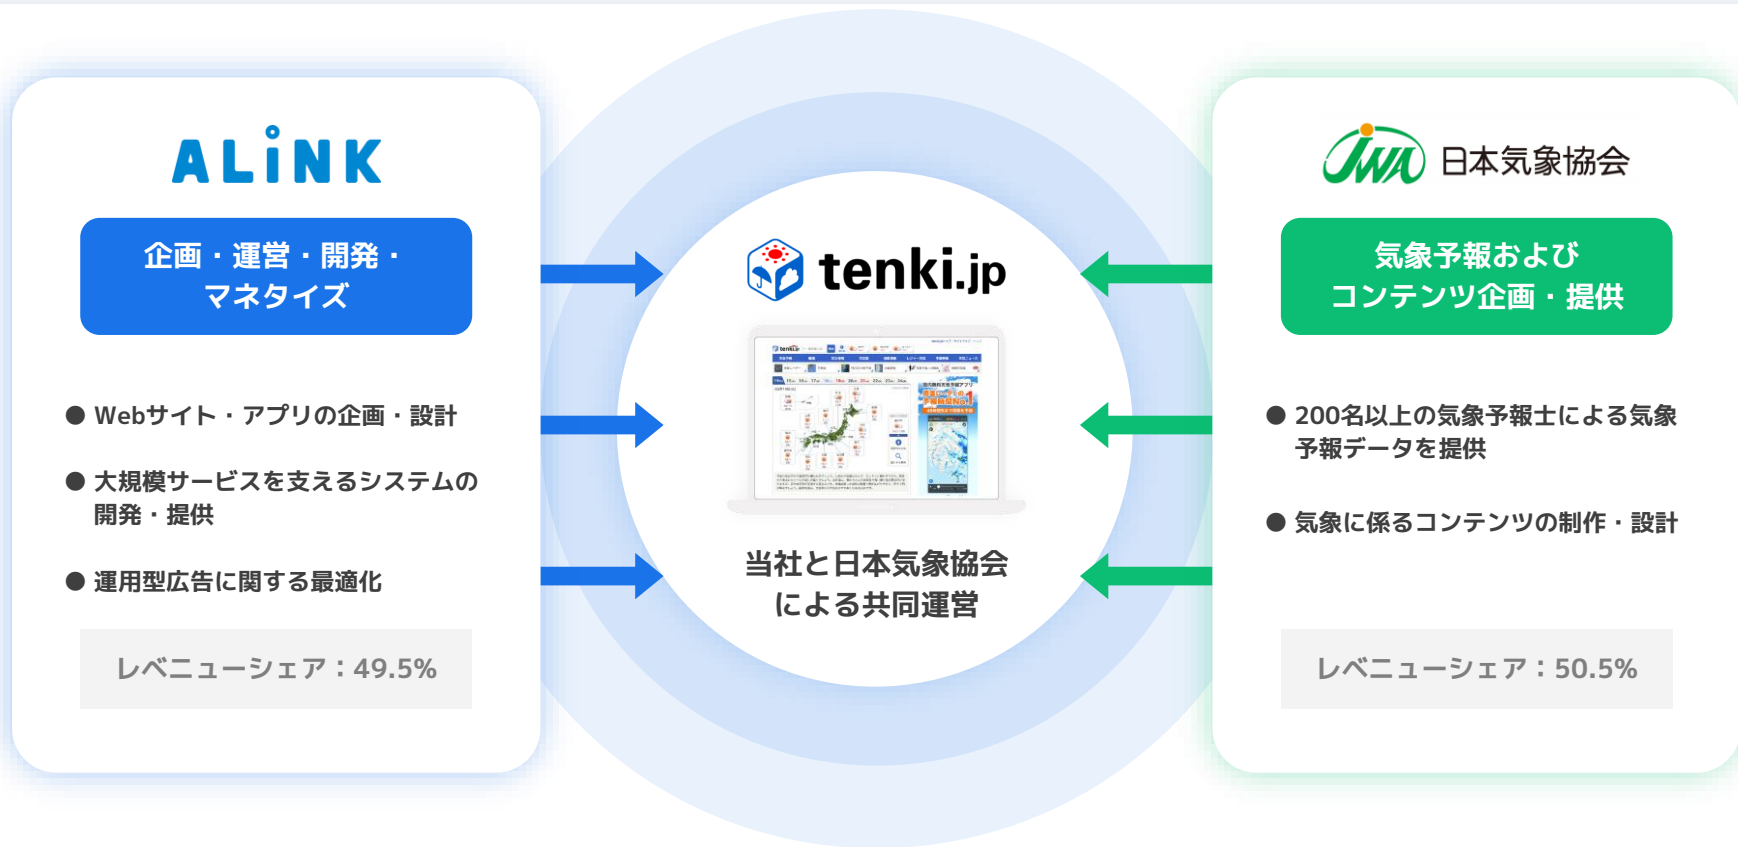 ALiNK
企画・運営・開発・
マネタイズ
● Webサイト・アプリの企画・設計
● 大規模サービスを支えるシステムの
開発・提供
● 運用型広告に関する最適化
レベニューシェア：49.5%
tenki.jp
当社と日本気象協会
による共同運営
JWA 日本気象協会
気象予報および
コンテンツ企画・提供
● 200名以上の気象予報士による気象
予報データを提供
● 気象に係るコンテンツの制作・設計
レベニューシェア：50.5%